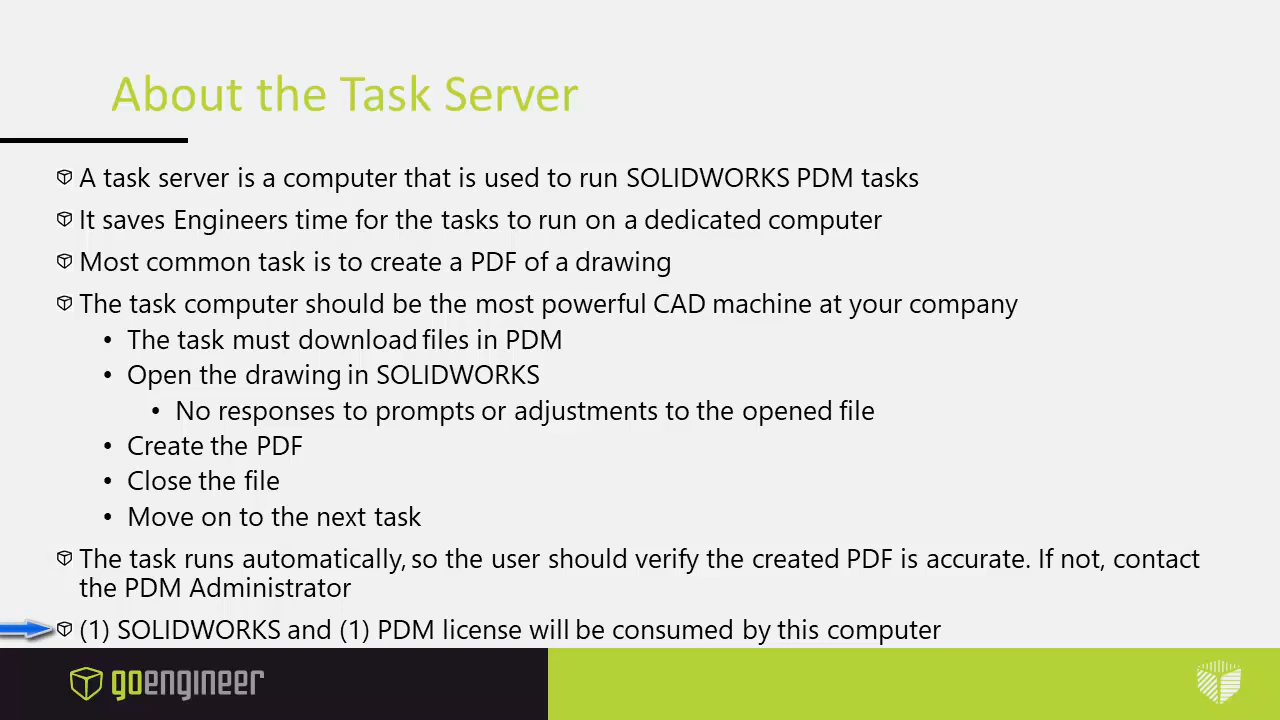 About the Task Server
A task server is a computer that is used to run SOLIDWORKS PDM tasks
It saves Engineers time for the tasks to run on a dedicated computer
Most common task is to create a PDF of a drawing
The task computer should be the most powerful CAD machine at your company
• The task must download files in PDM
• Open the drawing in SOLIDWORKS
• No responses to prompts or adjustments to the opened file
• Create the PDF
• Close the file
• Move on to the next task
The task runs automatically, so the user should verify the created PDF is accurate. If not, contact
the PDM Administrator
(1) SOLIDWORKS and (1) PDM license will be consumed by this computer
goengineer